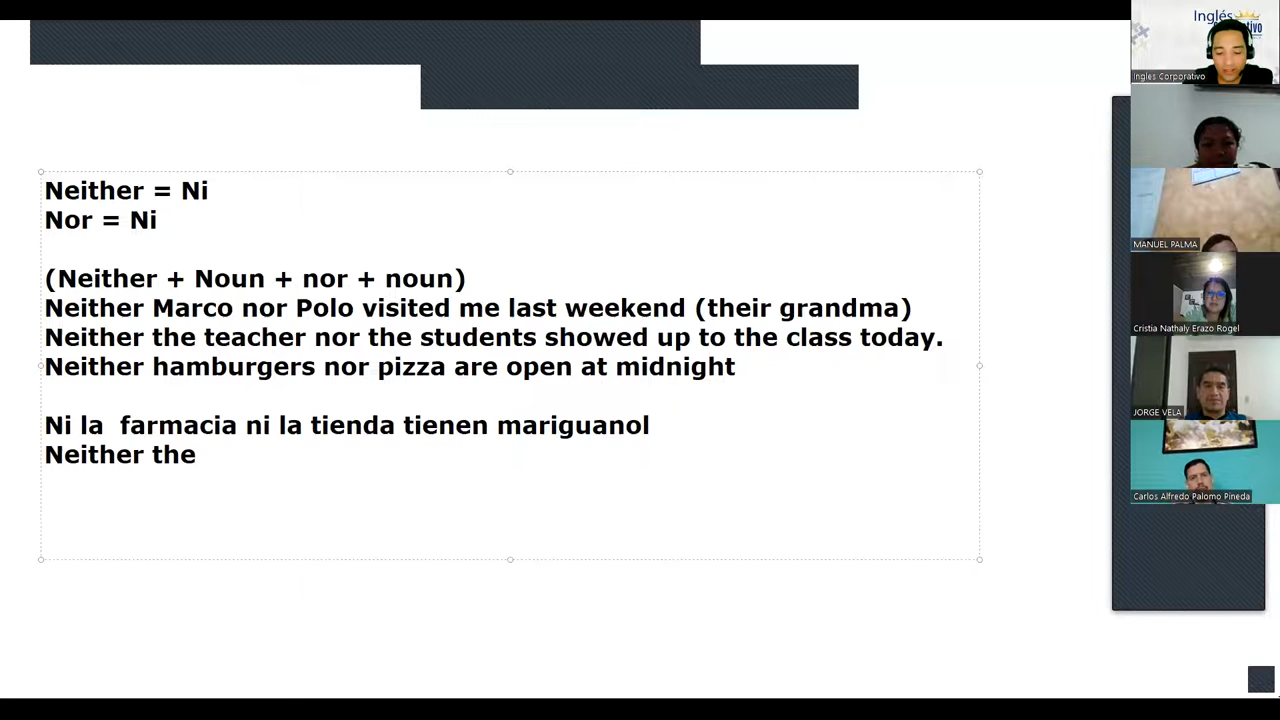 Neither = Ni
Nor = Ni
(Neither + Noun + nor + noun)
Neither Marco nor Polo visited me last weekend (their grandma)
Neither the teacher nor the students showed up to the class today.
Neither hamburgers nor pizza are open at midnight
Ni la  farmacia ni la tienda tienen mariguanol
Neither the
Inglés
Ingles Corporativo
MANUEL PALMA
Cristia Nathaly Erazo Rogel
JORGE VELA
Carlos Alfredo Palomo Pineda